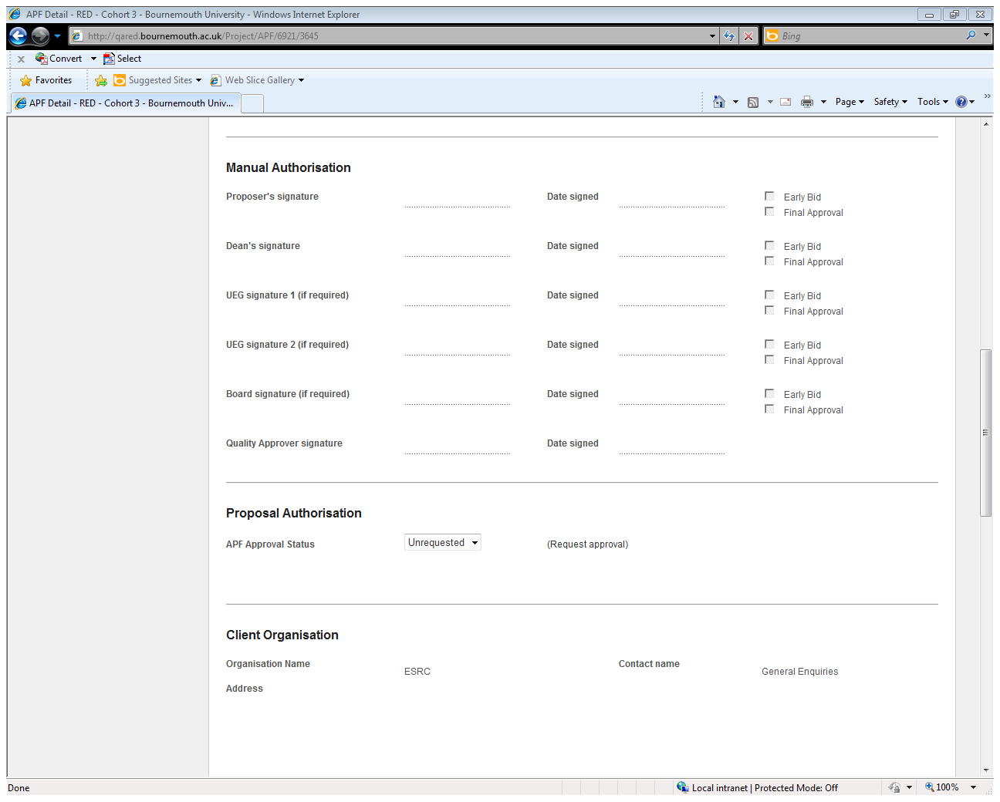 APF Detail - RED - Cohort 3 - Bournemouth University - Windows Internet Explorer
http://qared.bournemouth.ac.uk/Project/APF/6921/3645
Bing
x Convert Select
Favorites Suggested Sites Web Slice Gallery
APF Detail - RED - Cohort 3 - Bournemouth Univ... Page Safety Tools
Manual Authorisation
Proposer's signature Date signed Early Bid
Final Approval
Dean's signature Date signed Early Bid
Final Approval
UEG signature 1 (if required) Date signed Early Bid
Final Approval
UEG signature 2 (if required) Date signed Early Bid
Final Approval
Board signature (if required) Date signed Early Bid
Final Approval
Quality Approver signature Date signed
Proposal Authorisation
APF Approval Status Unrequested (Request approval)
Client Organisation
Organisation Name ESRC Contact name General Enquiries
Address
Done Local intranet | Protected Mode: Off 100%